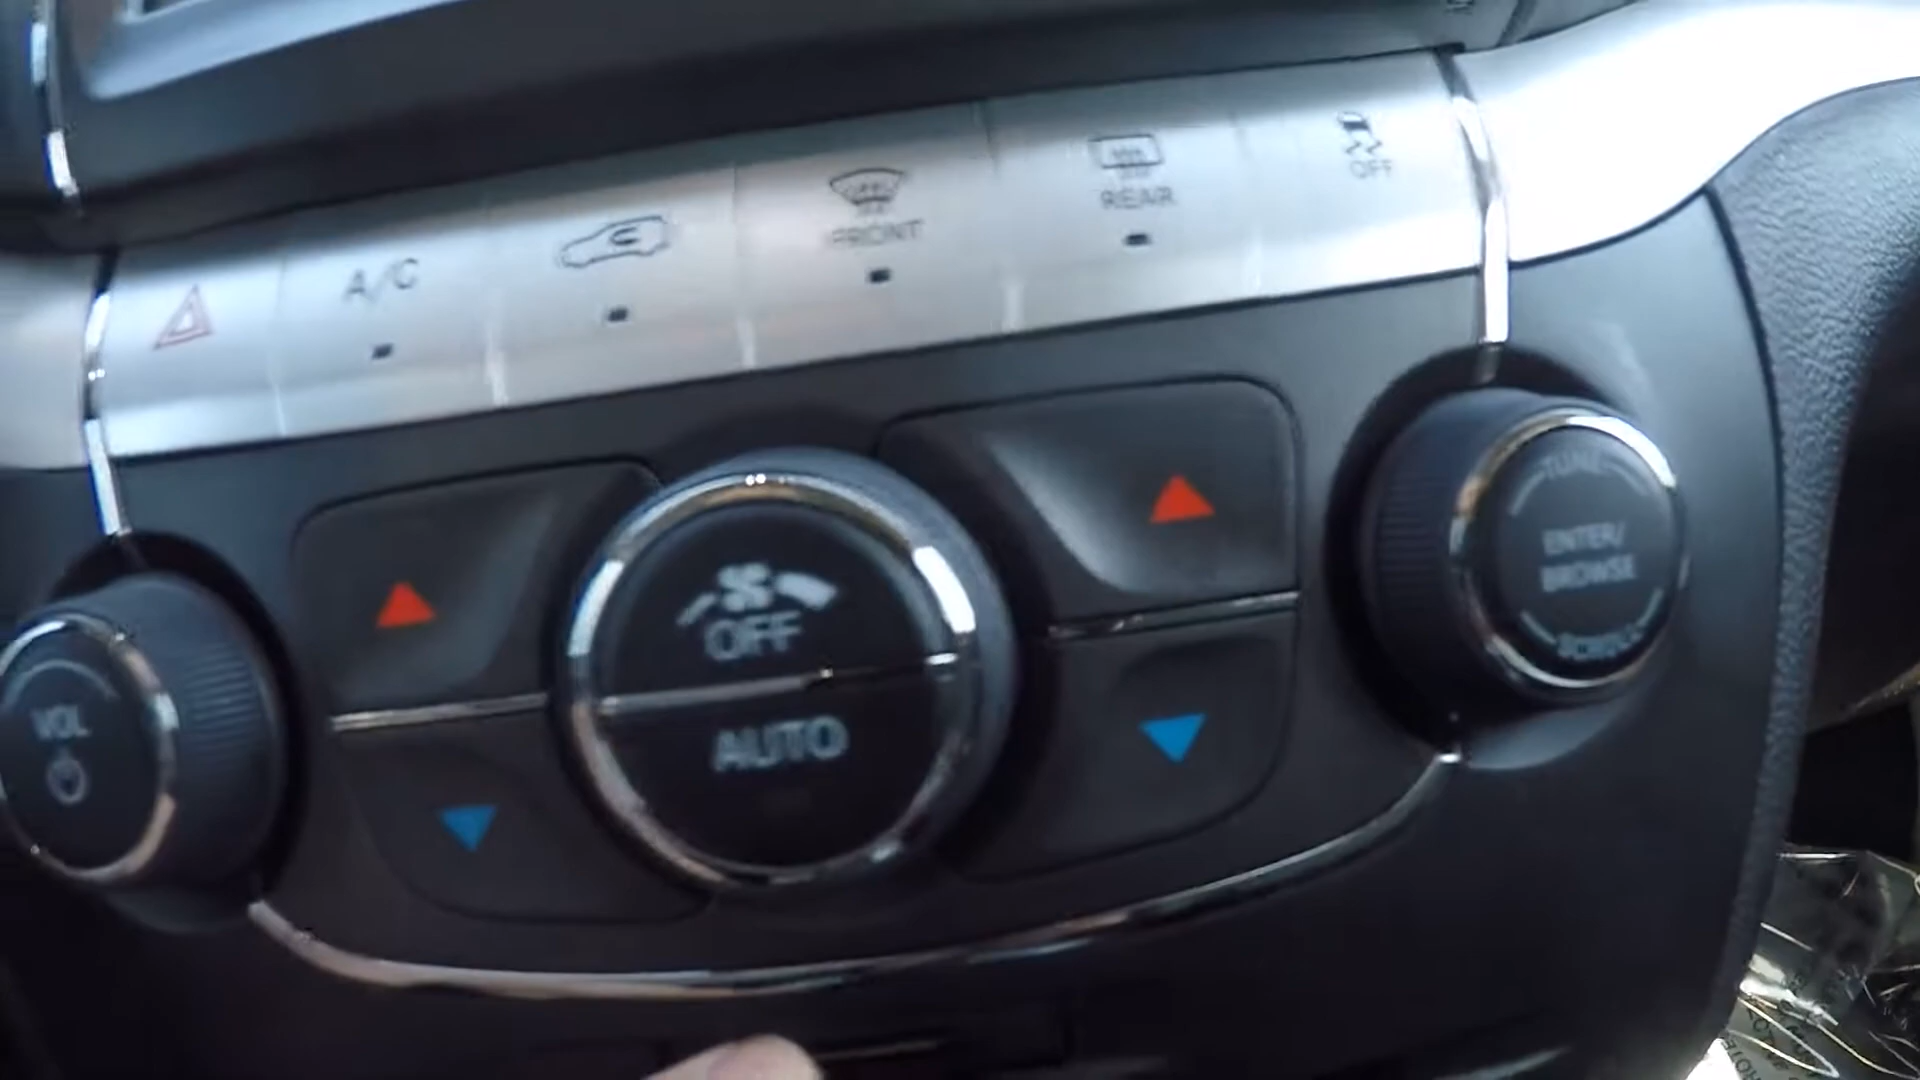 A/C
FRONT
REAR
OFF
VOL
OFF
AUTO
TUNE
ENTER/
BROWSE
SCROLL